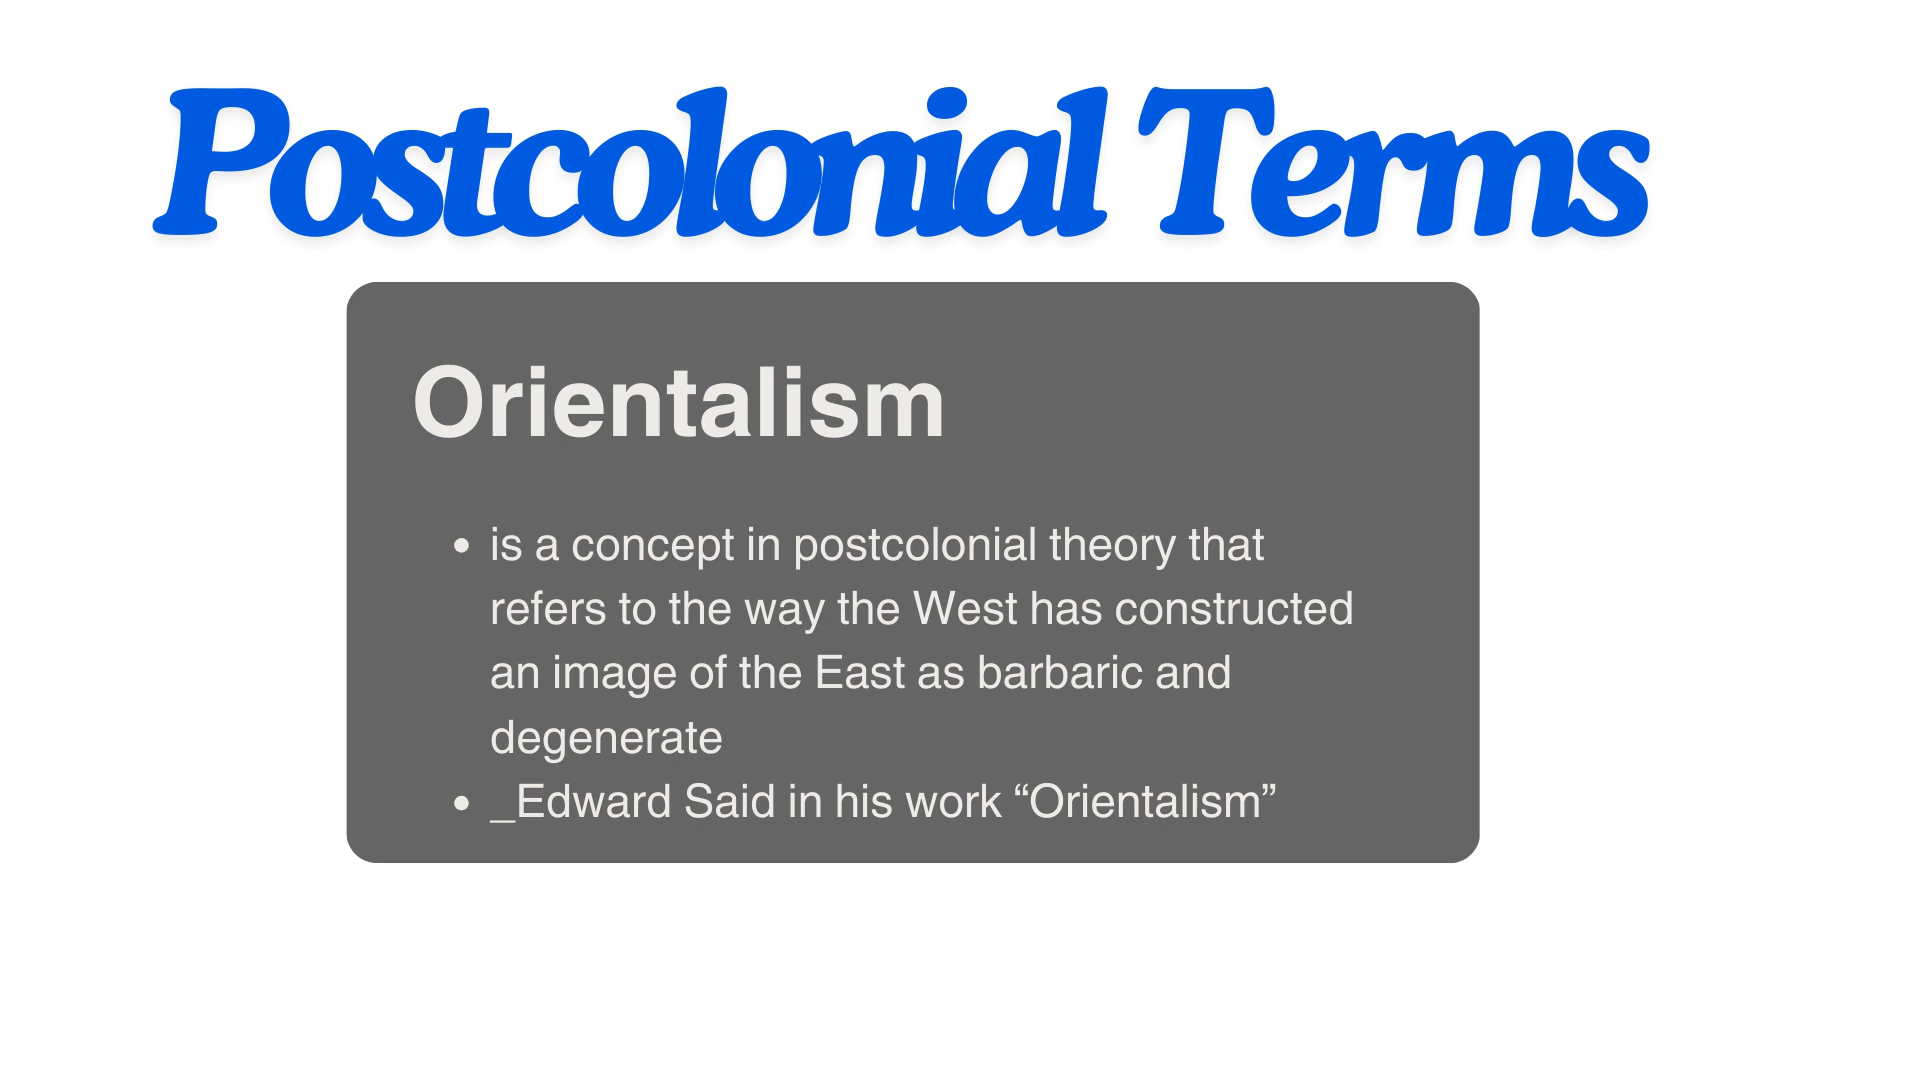 Postcolonial Terms
Orientalism
• is a concept in postcolonial theory that
refers to the way the West has constructed
an image of the East as barbaric and
degenerate
• _Edward Said in his work “Orientalism”